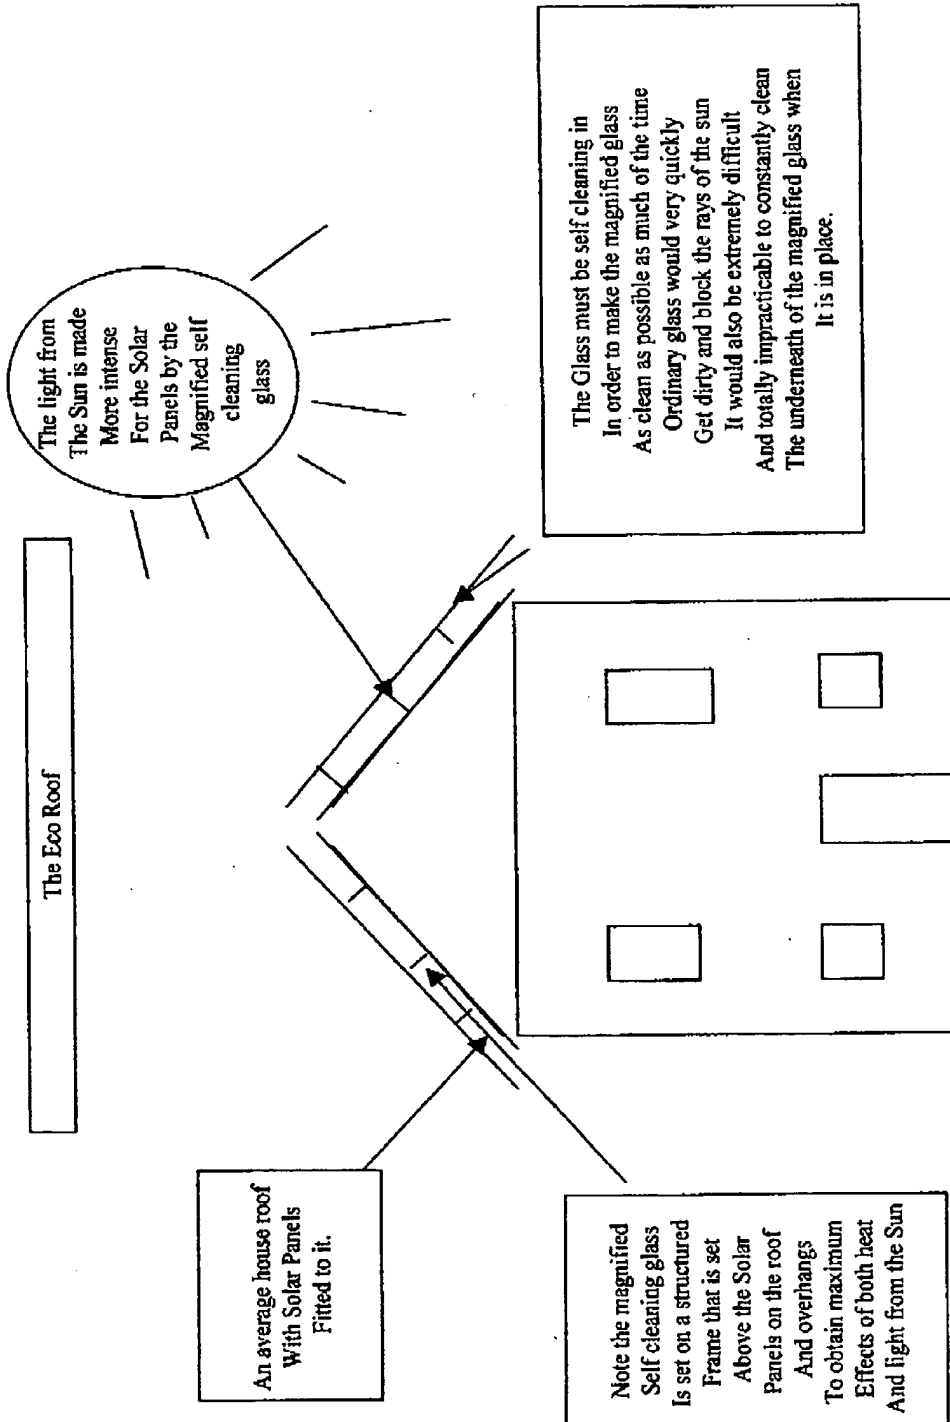 The Eco Roof
An average house roof
With Solar Panels
Fitted to it.
The light from
The Sun is made
More intense
For the Solar
Panels by the
Magnified self
cleaning
glass
Note the magnified
Self cleaning glass
Is set on a structured
Frame that is set
Above the Solar
Panels on the roof
And overhangs
To obtain maximum
Effects of both heat
And light from the Sun
The Glass must be self cleaning in
In order to make the magnified glass
As clean as possible as much of the time
Ordinary glass would very quickly
Get dirty and block the rays of the sun
It would also be extremely difficult
And totally impracticable to constantly clean
The underneath of the magnified glass when
It is in place.